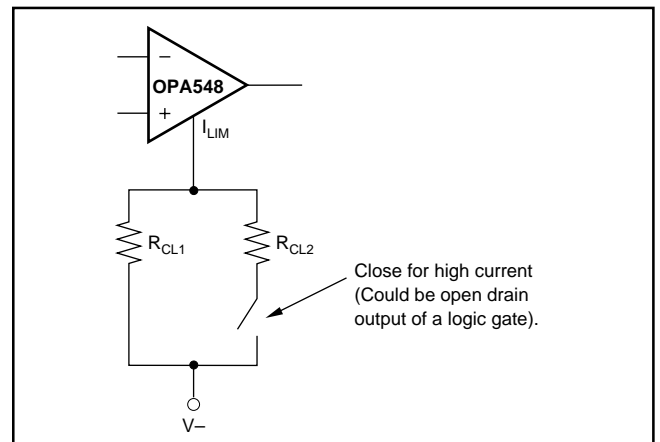 −
OPA548
+
I_LIM
R_CL1
R_CL2
Close for high current
(Could be open drain
output of a logic gate).
V–